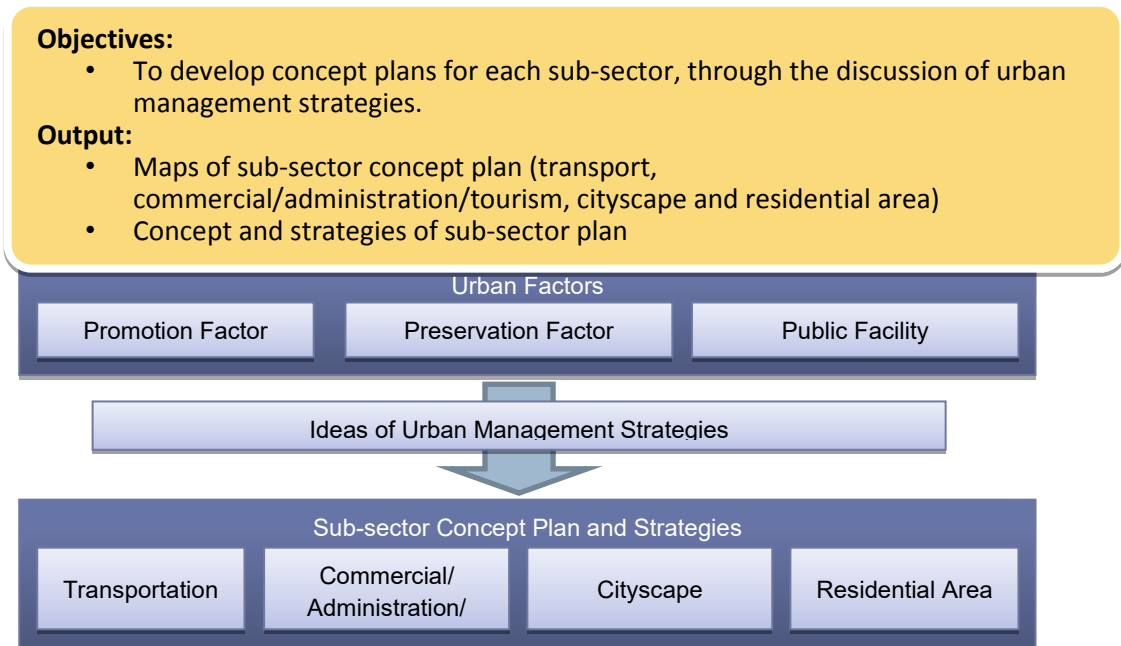 Objectives:
• To develop concept plans for each sub-sector, through the discussion of urban
management strategies.
Output:
• Maps of sub-sector concept plan (transport,
commercial/administration/tourism, cityscape and residential area)
• Concept and strategies of sub-sector plan
Urban Factors
Promotion Factor
Preservation Factor
Public Facility
Ideas of Urban Management Strategies
Sub-sector Concept Plan and Strategies
Transportation
Commercial/
Administration/
Cityscape
Residential Area